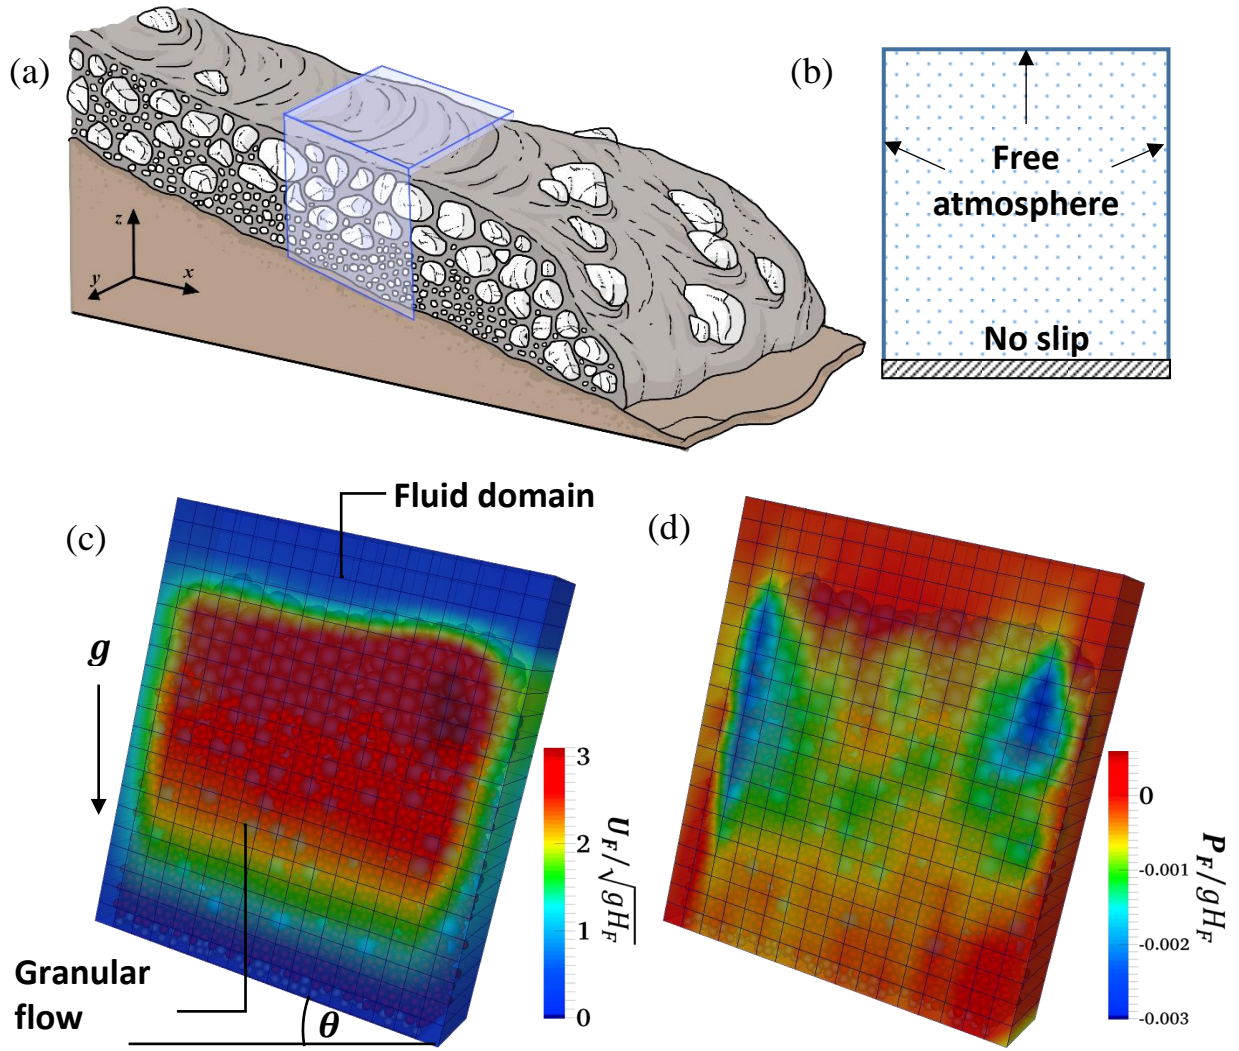 (a)
z
y
x
(b)
Free
atmosphere
No slip
(c)
Fluid domain
g
3
2
1
0
U_F/√gH_F
Granular
flow
θ
(d)
0
-0.001
-0.002
-0.003
P_F/gH_F